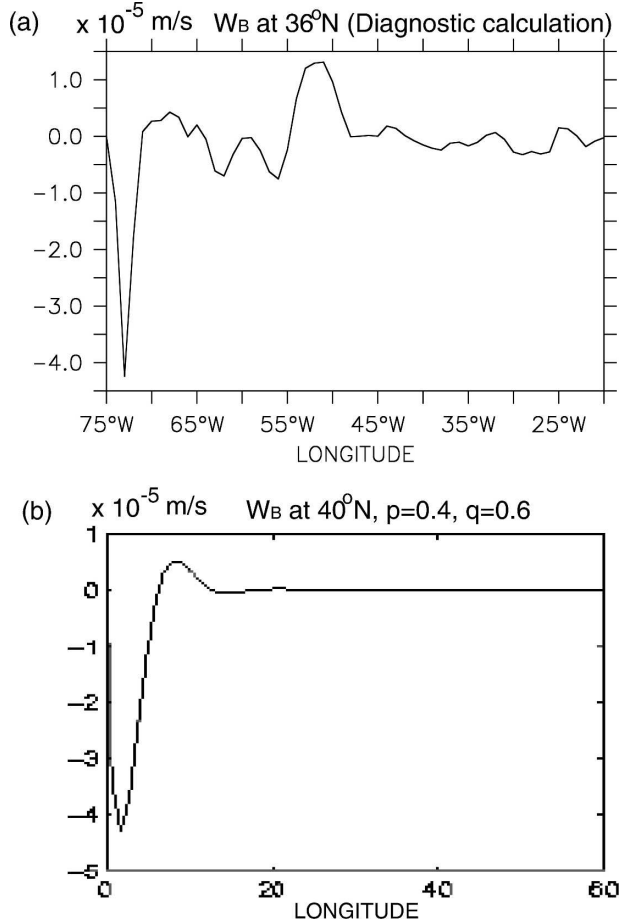 (a) x 10⁻⁵ m/s W_B at 36°N (Diagnostic calculation)
1.0
0.0
-1.0
-2.0
-3.0
-4.0
75°W 65°W 55°W 45°W 35°W 25°W
LONGITUDE
(b) x 10⁻⁵ m/s W_B at 40°N, p=0.4, q=0.6
1
0
-1
-2
-3
-4
-5
0 20 40 60
LONGITUDE